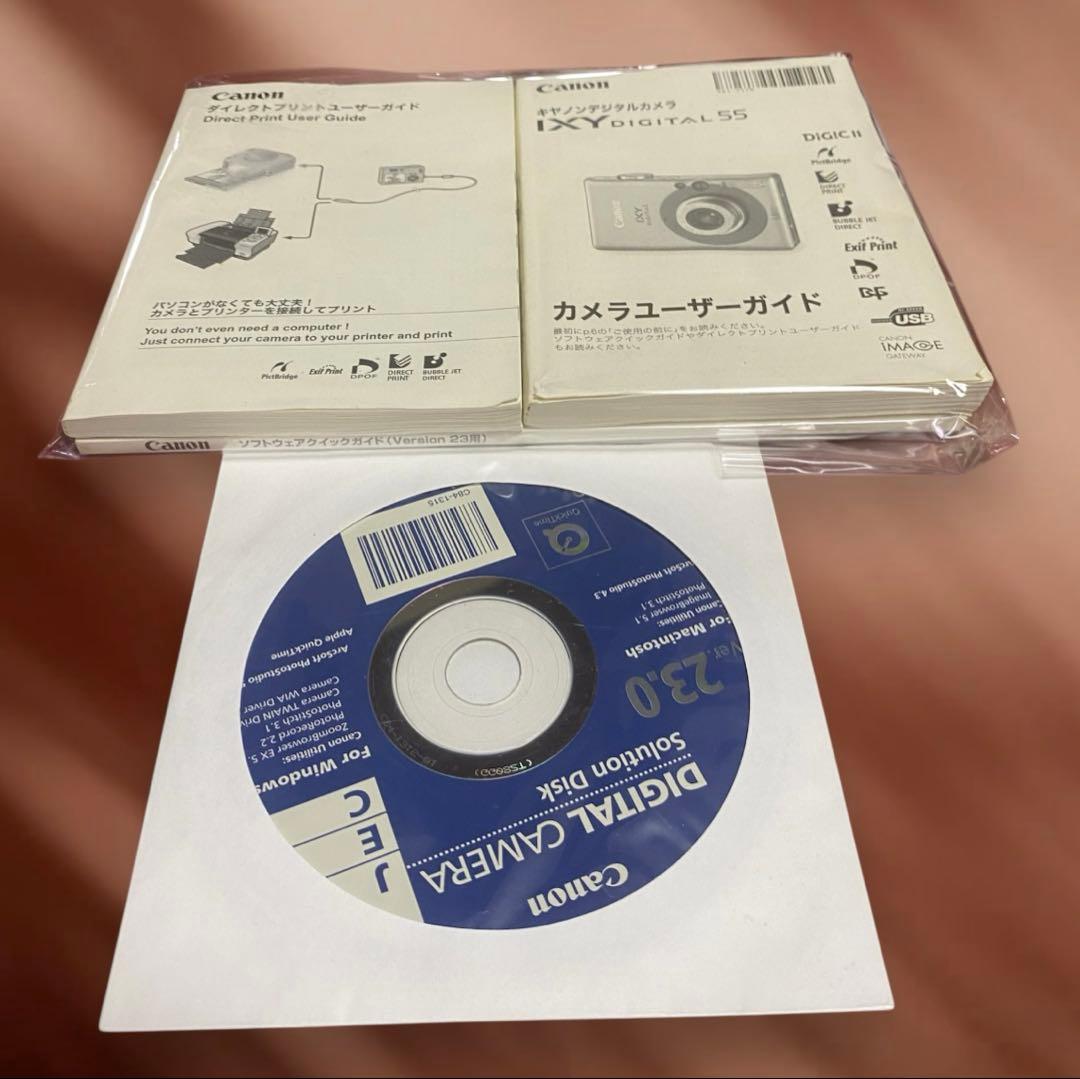 Canon
ダイレクトプリントユーザーガイド
Direct Print User Guide
パソコンがなくても大丈夫！
カメラとプリンターを接続してプリント
You don't even need a computer !
Just connect your camera to your printer and print
PictBridge
Exif Print
DPOF
DIRECT PRINT
BUBBLE JET DIRECT
Canon
キヤノンデジタルカメラ
IXY DIGITAL 55
DIGIC II
PictBridge
DIRECT PRINT
BUBBLE JET DIRECT
Exif Print
DPOF
USB
CANON
iMAGE
GATEWAY
Canon
IXY
カメラユーザーガイド
最初にp.6の「ご使用の前に」をお読みください。
ソフトウェアクイックガイドやダイレクトプリントユーザーガイド
もお読みください。
Canon ソフトウェアクイックガイド(Version 23用)
Canon
DIGITAL CAMERA
Solution Disk
Ver. 23.0
J
E
C
For Windows
Canon Utilities:
ZoomBrowser EX 5.
PhotoRecord 2.2
PhotoStitch 3.1
Camera TWAIN Driv
Camera WIA Driver
ArcSoft PhotoStudio
Apple QuickTime
For Macintosh
Canon Utilities:
ImageBrowser 5.1
PhotoStitch 3.1
ArcSoft PhotoStudio 4.3
QuickTime
C84-1315